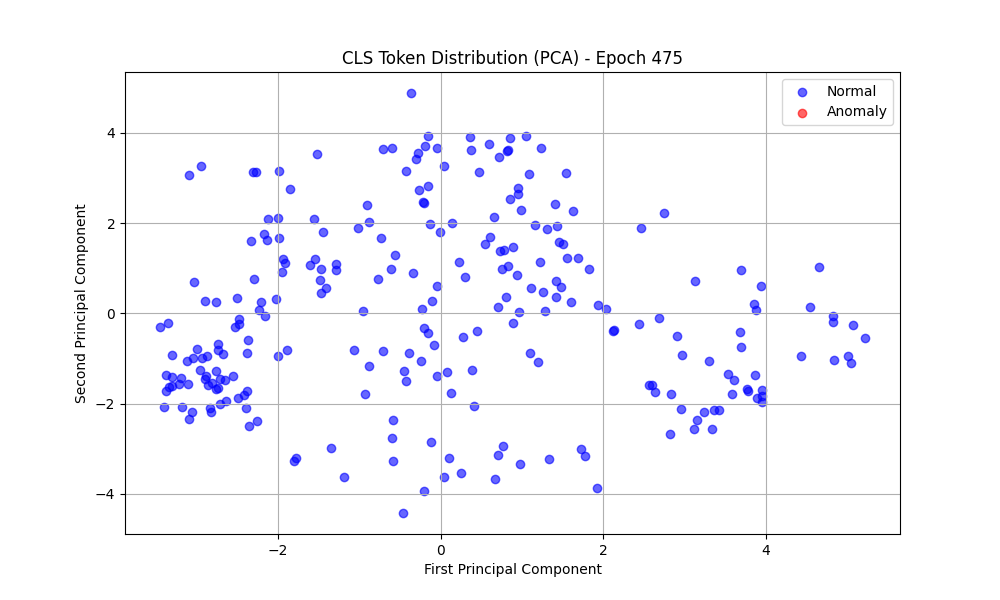 CLS Token Distribution (PCA) - Epoch 475
Normal
Anomaly
4
2
0
−2
−4
Second Principal Component
−2
0
2
4
First Principal Component